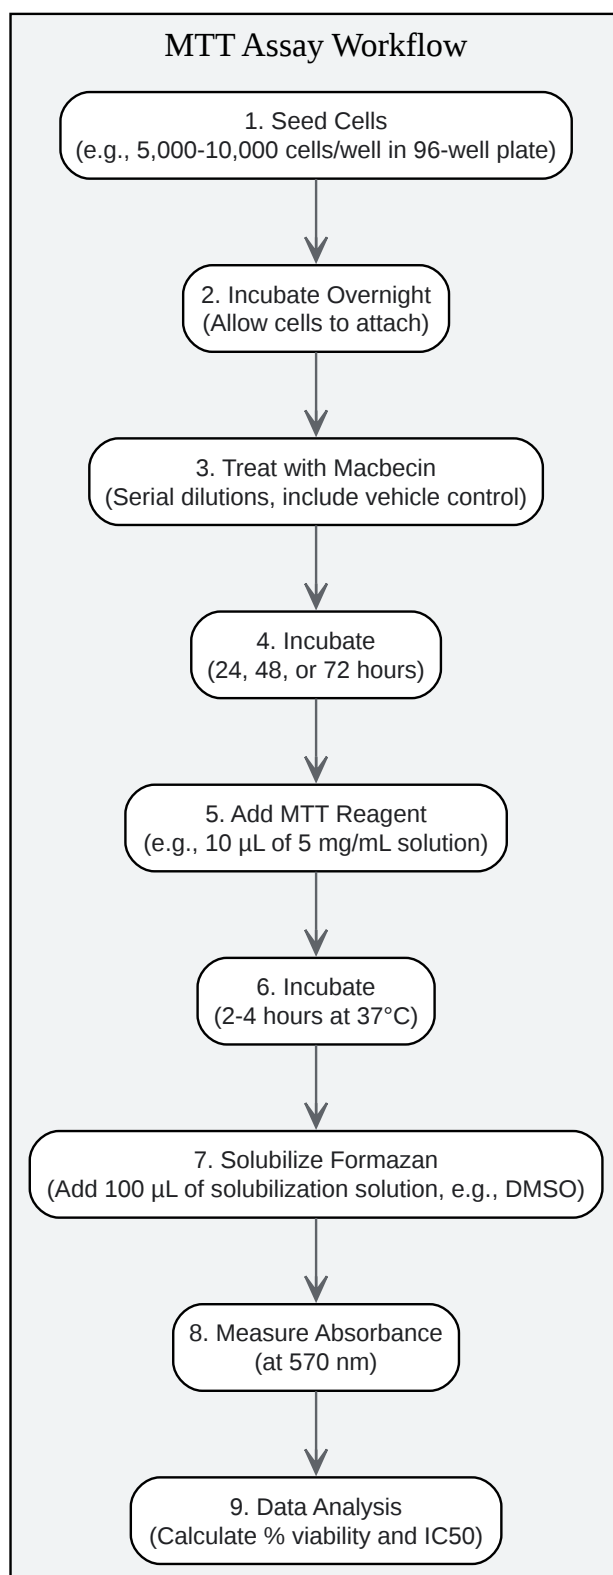 MTT Assay Workflow
1. Seed Cells
(e.g., 5,000-10,000 cells/well in 96-well plate)
2. Incubate Overnight
(Allow cells to attach)
3. Treat with Macbecin
(Serial dilutions, include vehicle control)
4. Incubate
(24, 48, or 72 hours)
5. Add MTT Reagent
(e.g., 10 µL of 5 mg/mL solution)
6. Incubate
(2-4 hours at 37°C)
7. Solubilize Formazan
(Add 100 µL of solubilization solution, e.g., DMSO)
8. Measure Absorbance
(at 570 nm)
9. Data Analysis
(Calculate % viability and IC50)